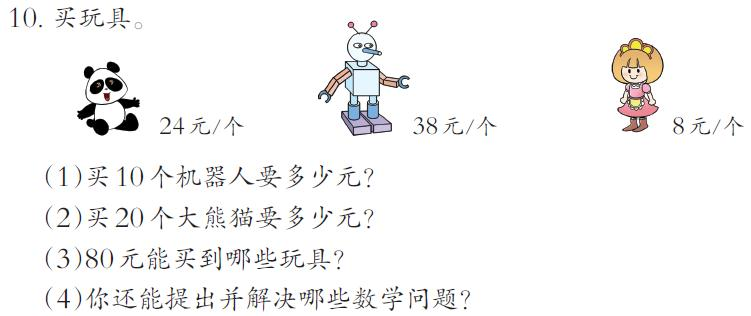 10. 买玩具。
24元/个 38元/个 8元/个
(1)买10个机器人要多少元?
(2)买20个大熊猫要多少元?
(3)80元能买到哪些玩具?
(4)你还能提出并解决哪些数学问题?